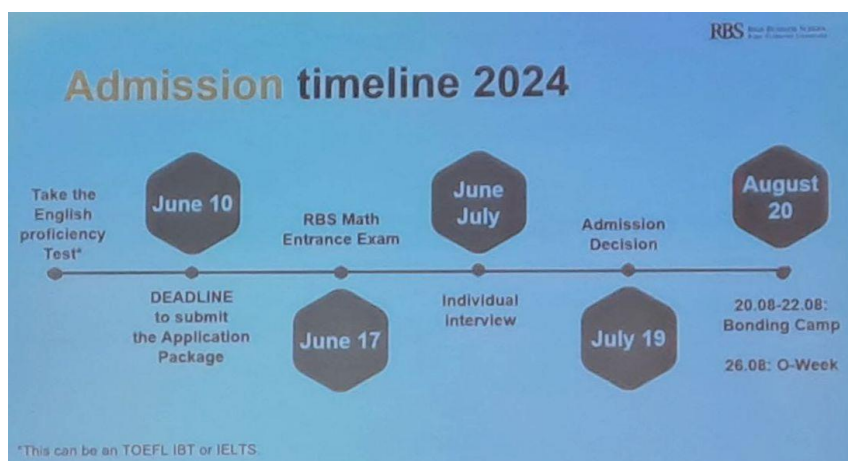 RBS
Admission timeline 2024
Take the
English
proficiency
Test*
June 10
DEADLINE
to submit
the Application
Package
RBS Math
Entrance Exam
June 17
June
July
Individual
interview
Admission
Decision
July 19
August
20
20.08-22.08:
Bonding Camp
26.08: O-Week
*This can be an TOEFL IBT or IELTS.